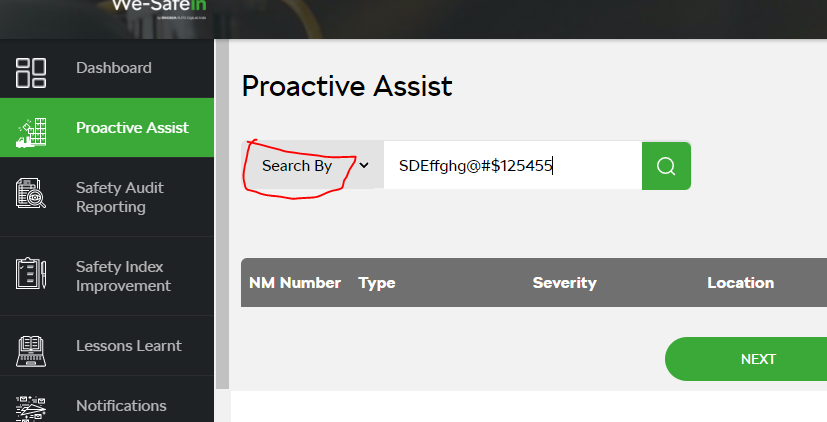 We-SafeIn
Dashboard
Proactive Assist
Safety Audit
Reporting
Safety Index
Improvement
Lessons Learnt
Notifications
Proactive Assist
Search By
SDEffghg@#$125455
NM Number Type Severity Location
NEXT